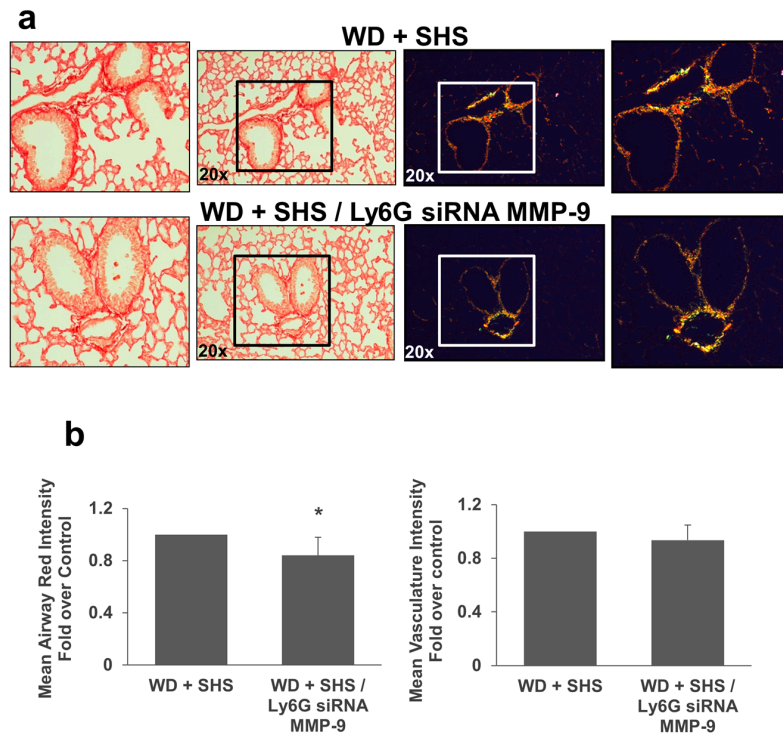 a
WD + SHS
20x
20x
WD + SHS / Ly6G siRNA MMP-9
20x
20x
b
Mean Airway Red Intensity
Fold over Control
1.2
0.8
0.4
0
*
WD + SHS
WD + SHS /
Ly6G siRNA
MMP-9
Mean Vasculature Intensity
Fold over control
1.2
0.8
0.4
0
WD + SHS
WD + SHS /
Ly6G siRNA
MMP-9